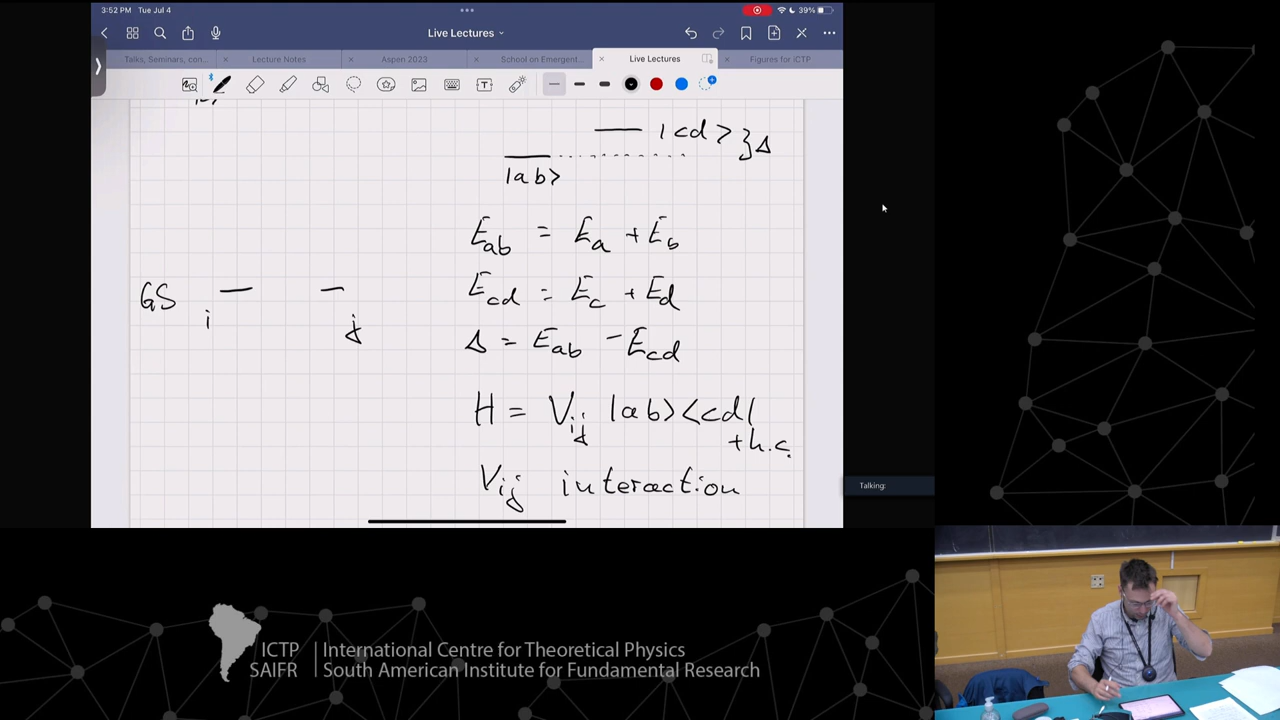 3:52 PM Tue Jul 4
39%
Live Lectures
Talks, Seminars, con...
Lecture Notes
Aspen 2023
School on Emergent...
Live Lectures
Figures for iCTP
|cd> } Δ
|ab>
E_ab = E_a + E_b
GS i j
E_cd = E_c + E_d
Δ = E_ab - E_cd
H = V_ij |ab><cd|
+ h.c.
V_ij interaction
Talking:
ICTP International Centre for Theoretical Physics
SAIFR South American Institute for Fundamental Research